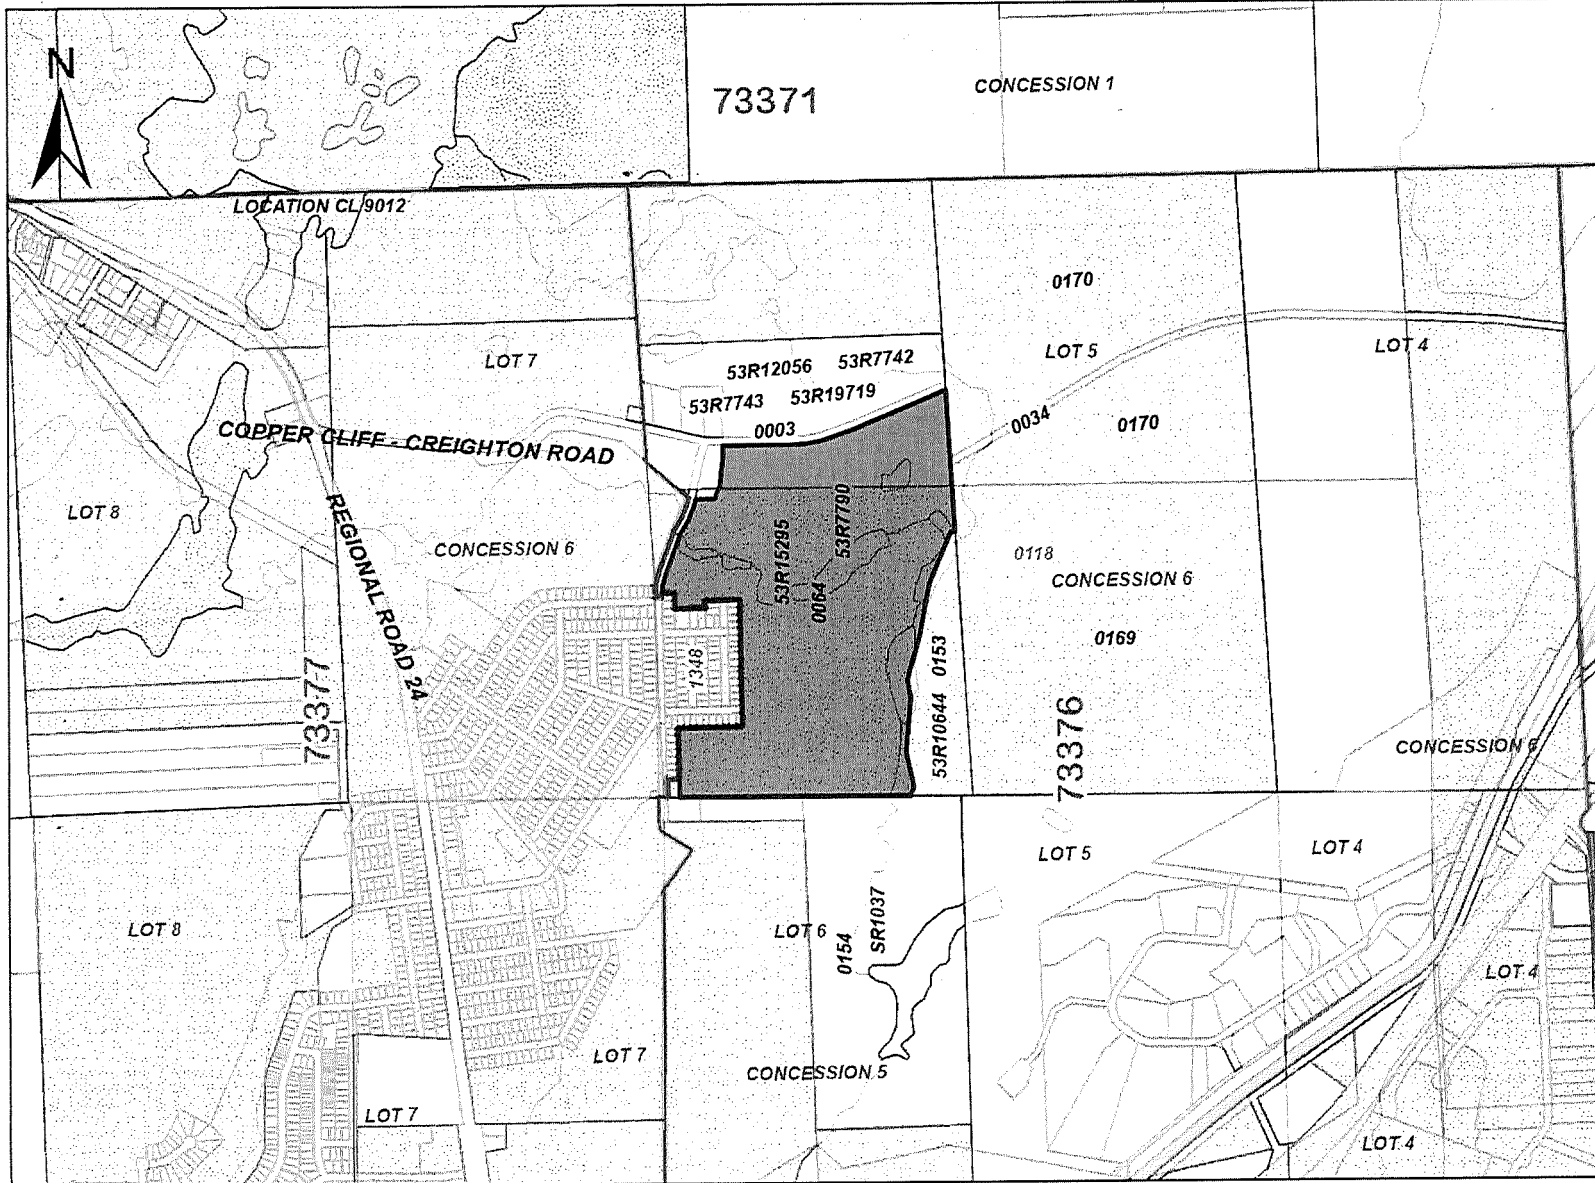 N
73371
CONCESSION 1
LOCATION CL 9012
0170
LOT 7
53R12056 53R7742
LOT 5
LOT 4
53R7743 53R19719
0003
0034
0170
COPPER CLIFF - CREIGHTON ROAD
LOT 8
REGIONAL ROAD 24
CONCESSION 6
53R15295
53R7790
0064
0118
CONCESSION 6
0169
1348
0153
53R10644
73377
73376
CONCESSION 6
LOT 5
LOT 4
LOT 8
LOT 6
0154
SR1037
LOT 4
LOT 7
CONCESSION 5
LOT 7
LOT 4